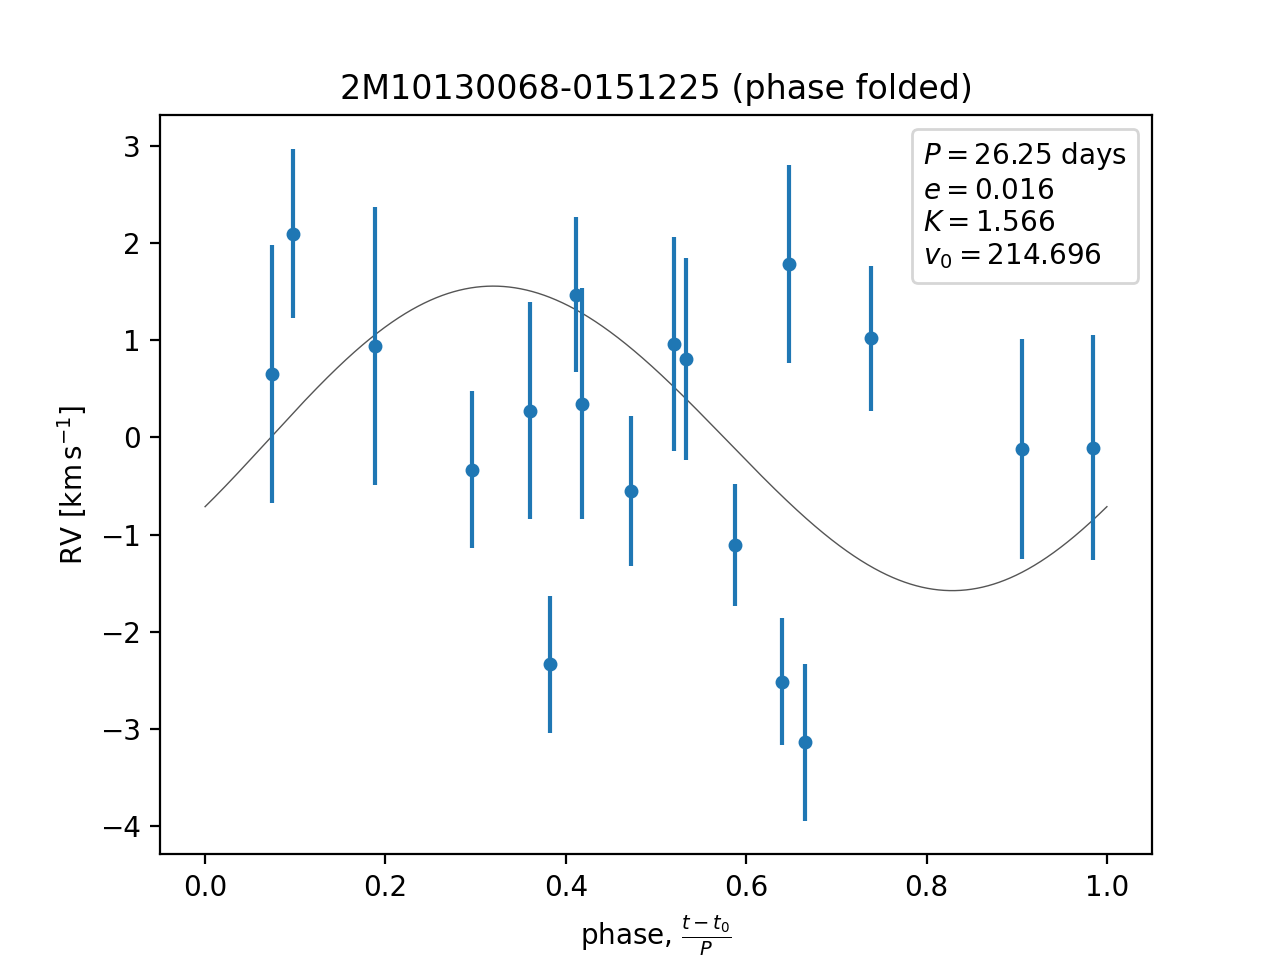 2M10130068-0151225 (phase folded)
P = 26.25 days
e = 0.016
K = 1.566
v₀ = 214.696
3
2
1
0
−1
−2
−3
−4
RV [km s⁻¹]
0.0 0.2 0.4 0.6 0.8 1.0
phase, (t − t₀)/P